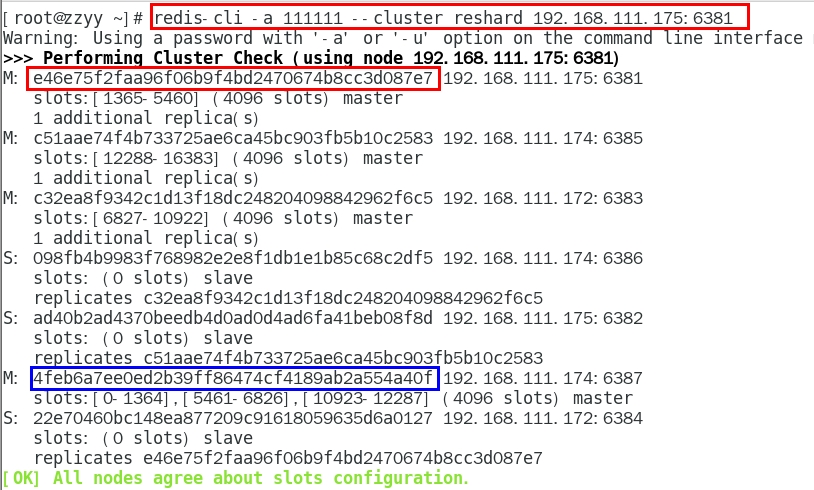 [root@zzyy ~]# redis-cli -a 111111 --cluster reshard 192.168.111.175:6381
Warning: Using a password with '-a' or '-u' option on the command line interface
>>> Performing Cluster Check (using node 192.168.111.175:6381)
M: e46e75f2faa96f06b9f4bd2470674b8cc3d087e7 192.168.111.175:6381
slots:[1365-5460] (4096 slots) master
1 additional replica(s)
M: c51aae74f4b733725ae6ca45bc903fb5b10c2583 192.168.111.174:6385
slots:[12288-16383] (4096 slots) master
1 additional replica(s)
M: c32ea8f9342c1d13f18dc248204098842962f6c5 192.168.111.172:6383
slots:[6827-10922] (4096 slots) master
1 additional replica(s)
S: 098fb4b9983f768982e2e8f1db1e1b85c68c2df5 192.168.111.174:6386
slots: (0 slots) slave
replicates c32ea8f9342c1d13f18dc248204098842962f6c5
S: ad40b2ad4370beedb4d0ad0d4ad6fa41beb08f8d 192.168.111.175:6382
slots: (0 slots) slave
replicates c51aae74f4b733725ae6ca45bc903fb5b10c2583
M: 4feb6a7ee0ed2b39ff86474cf4189ab2a554a40f 192.168.111.174:6387
slots:[0-1364],[5461-6826],[10923-12287] (4096 slots) master
S: 22e70460bc148ea877209c91618059635d6a0127 192.168.111.172:6384
slots: (0 slots) slave
replicates e46e75f2faa96f06b9f4bd2470674b8cc3d087e7
[OK] All nodes agree about slots configuration.